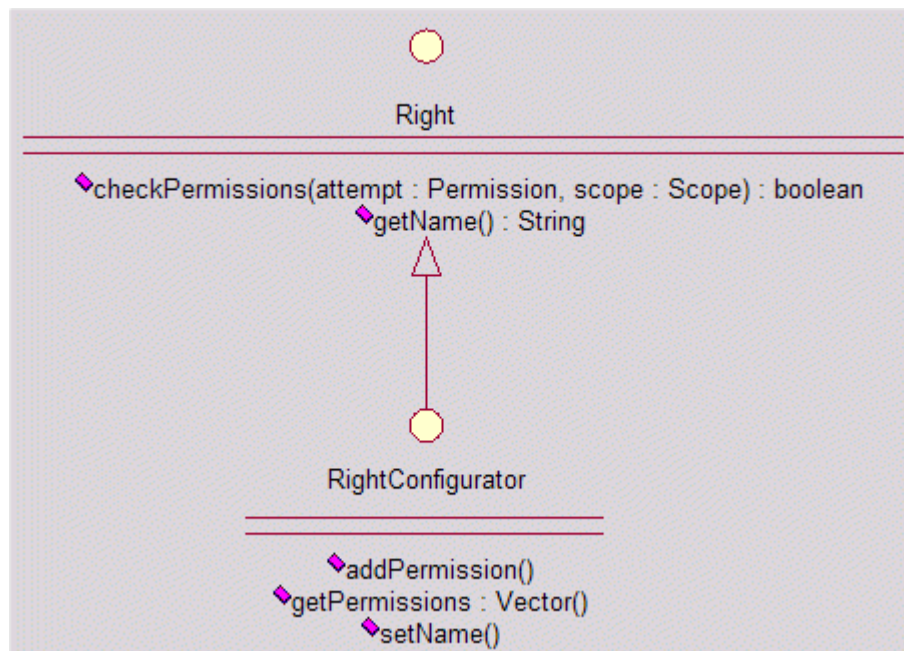 Right
checkPermissions(attempt : Permission, scope : Scope) : boolean
getName() : String
RightConfigurator
addPermission()
getPermissions : Vector()
setName()